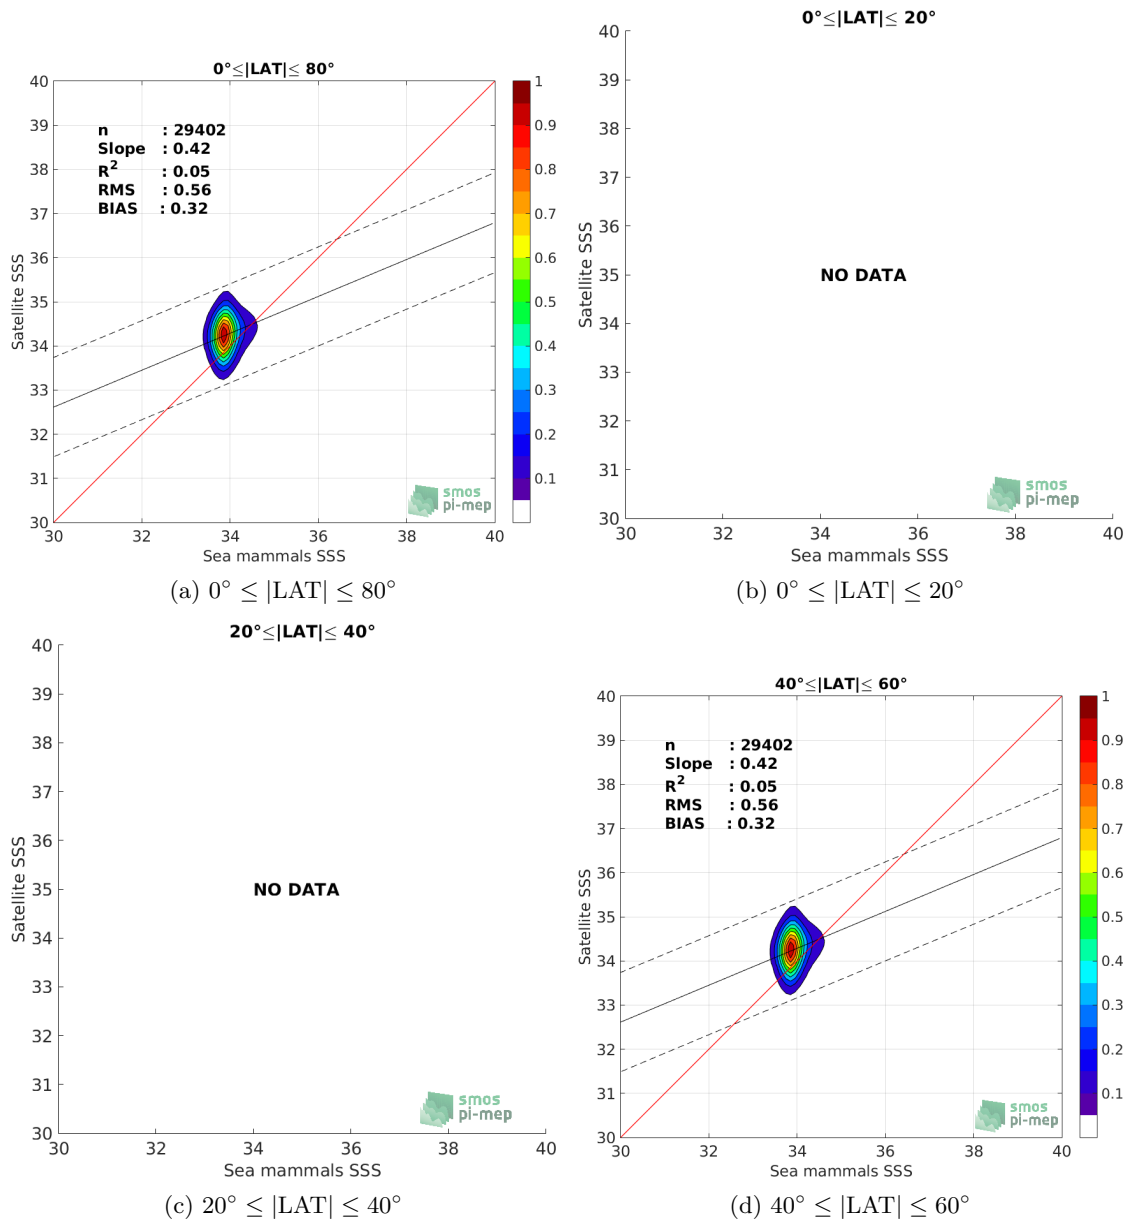 0°≤|LAT|≤ 80°
40
39
38
37
36
35
34
33
32
31
30
n : 29402
Slope : 0.42
R2 : 0.05
RMS : 0.56
BIAS : 0.32
Satellite SSS
30 32 34 36 38 40
Sea mammals SSS
1
0.9
0.8
0.7
0.6
0.5
0.4
0.3
0.2
0.1
smos
pi-mep
(a) 0° ≤ |LAT| ≤ 80°
0°≤|LAT|≤ 20°
40
39
38
37
36
35
34
33
32
31
30
Satellite SSS
NO DATA
smos
pi-mep
30 32 34 36 38 40
Sea mammals SSS
(b) 0° ≤ |LAT| ≤ 20°
20°≤|LAT|≤ 40°
40
39
38
37
36
35
34
33
32
31
30
Satellite SSS
NO DATA
smos
pi-mep
30 32 34 36 38 40
Sea mammals SSS
(c) 20° ≤ |LAT| ≤ 40°
40°≤|LAT|≤ 60°
40
39
38
37
36
35
34
33
32
31
30
n : 29402
Slope : 0.42
R2 : 0.05
RMS : 0.56
BIAS : 0.32
Satellite SSS
30 32 34 36 38 40
Sea mammals SSS
1
0.9
0.8
0.7
0.6
0.5
0.4
0.3
0.2
0.1
smos
pi-mep
(d) 40° ≤ |LAT| ≤ 60°